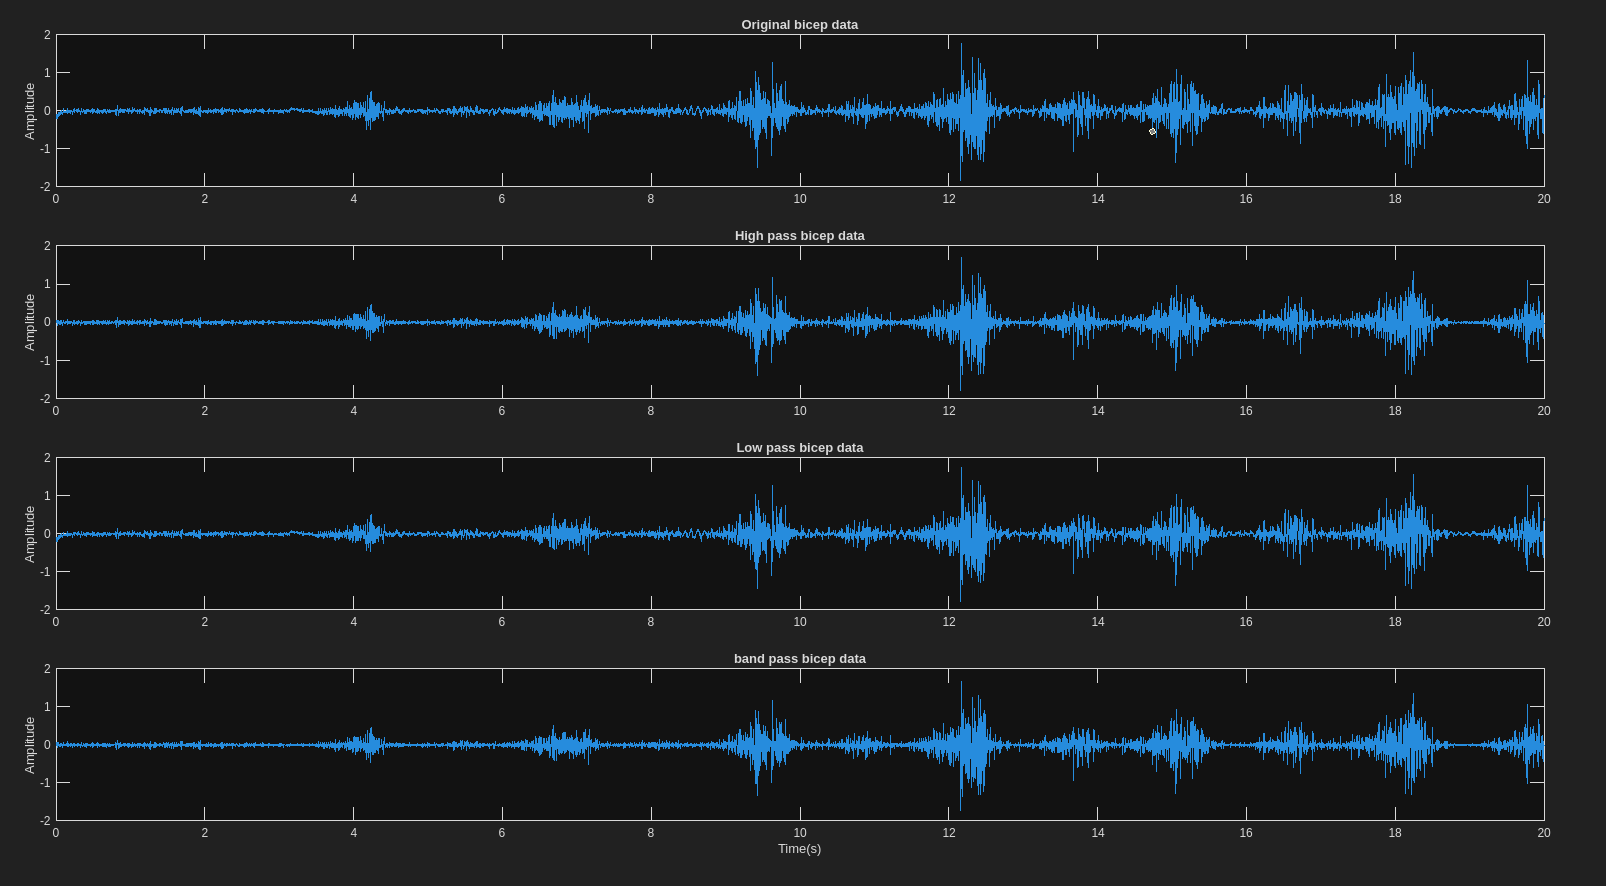 Original bicep data
2
1
0
-1
-2
Amplitude
0 2 4 6 8 10 12 14 16 18 20
High pass bicep data
2
1
0
-1
-2
Amplitude
0 2 4 6 8 10 12 14 16 18 20
Low pass bicep data
2
1
0
-1
-2
Amplitude
0 2 4 6 8 10 12 14 16 18 20
band pass bicep data
2
1
0
-1
-2
Amplitude
0 2 4 6 8 10 12 14 16 18 20
Time(s)